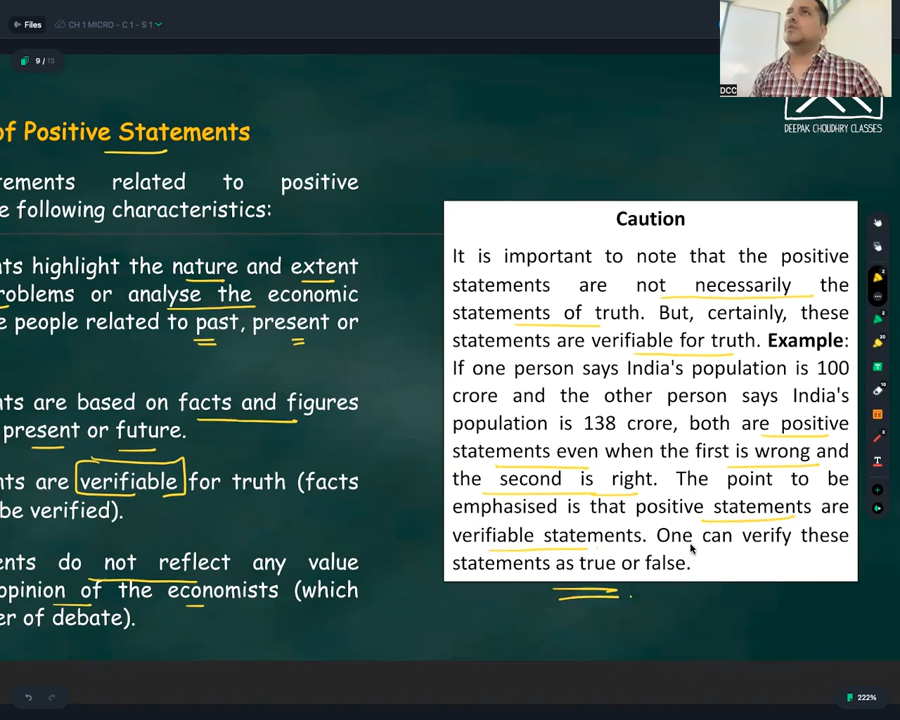 Files
CH 1 MICRO - C 1 - S 1
9 / 13
DCC
DEEPAK CHOUDHRY CLASSES
of Positive Statements
tements related to positive
e following characteristics:
nts highlight the nature and extent
roblems or analyse the economic
e people related to past, present or
nts are based on facts and figures
present or future.
nts are verifiable for truth (facts
be verified).
ents do not reflect any value
opinion of the economists (which
er of debate).
Caution
It is important to note that the positive
statements are not necessarily the
statements of truth. But, certainly, these
statements are verifiable for truth. Example:
If one person says India's population is 100
crore and the other person says India's
population is 138 crore, both are positive
statements even when the first is wrong and
the second is right. The point to be
emphasised is that positive statements are
verifiable statements. One can verify these
statements as true or false.
222%